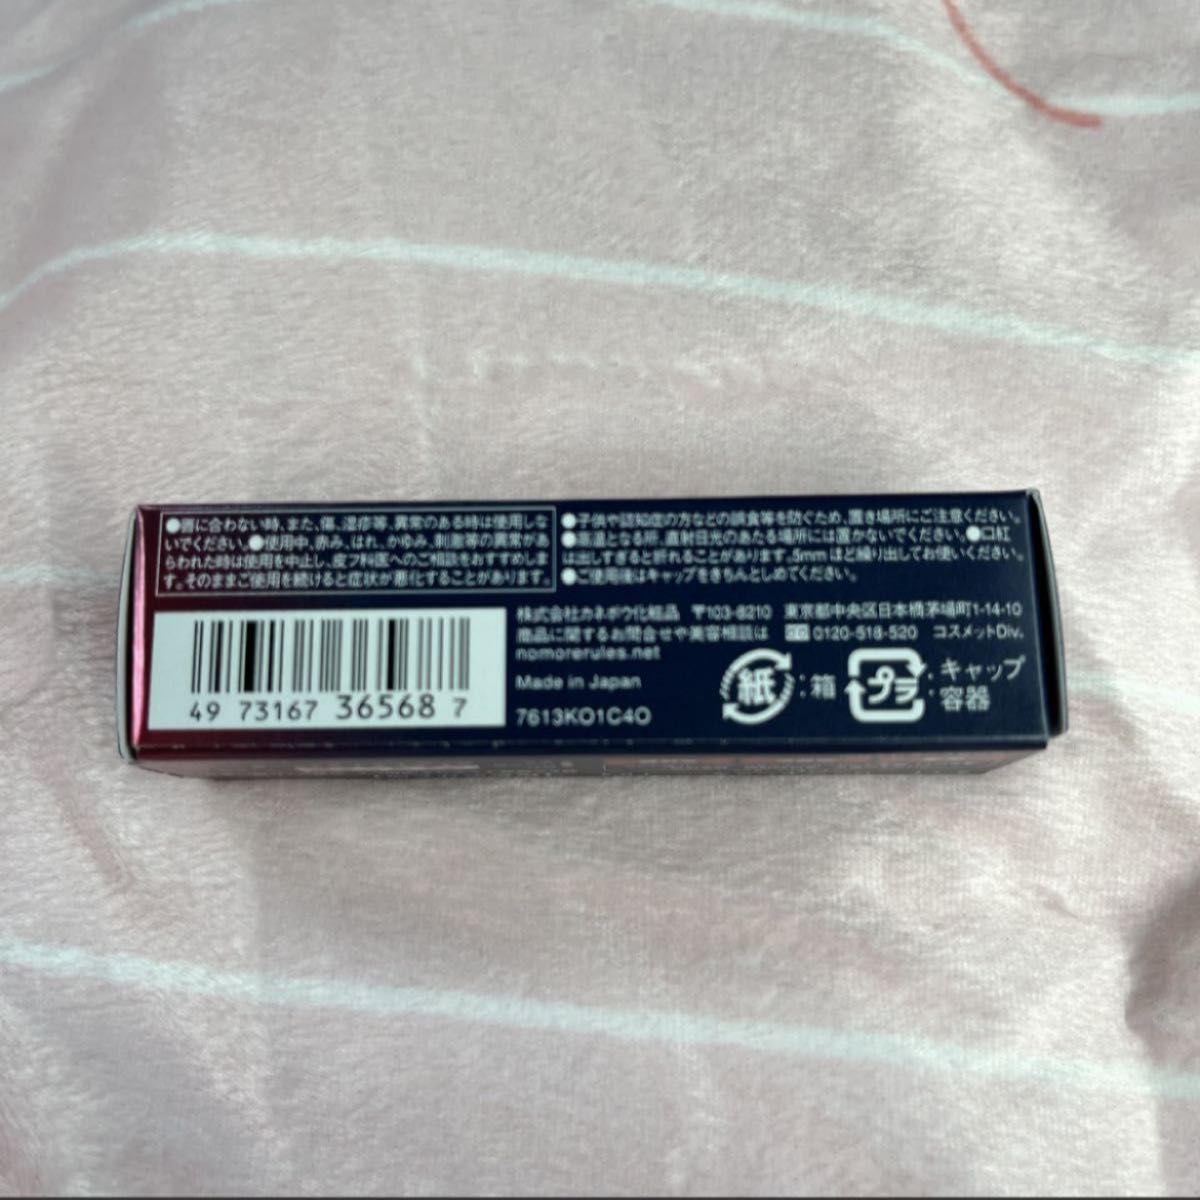 ●唇に合わない時、また、傷、湿疹等、異常のある時は使用しな
いでください。●使用中、赤み、はれ、かゆみ、刺激等の異常があ
らわれた時は使用を中止し、皮フ科医へのご相談をおすすめしま
す。そのままご使用を続けると症状が悪化することがあります。
●子供や認知症の方などの誤食等を防ぐため、置き場所にご注意ください。
●高温となる所、直射日光のあたる場所には置かないでください。●口紅
は出しすぎると折れることがあります。5mmほど繰り出してお使いください。
●ご使用後はキャップをきちんとしめてください。
株式会社カネボウ化粧品 〒103-8210 東京都中央区日本橋茅場町1-14-10
商品に関するお問合せや美容相談は 0120-518-520 コスメットDiv.
nomorerules.net
Made in Japan
7613KO1C4O
紙:箱
プラ:キャップ
:容器
49 73167 36568 7